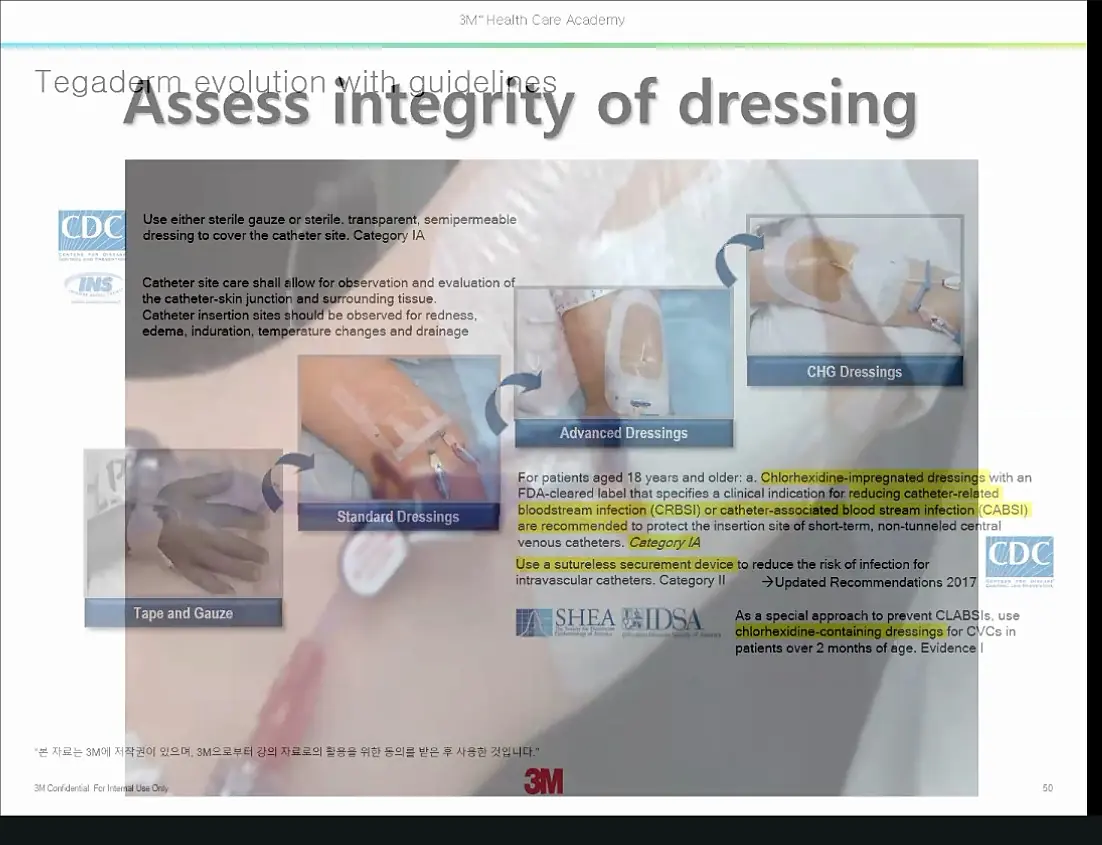 3M™ Health Care Academy
Tegaderm evolution with guidelines
Assess integrity of dressing
CDC
INS
Use either sterile gauze or sterile, transparent, semipermeable
dressing to cover the catheter site. Category IA
Catheter site care shall allow for observation and evaluation of
the catheter-skin junction and surrounding tissue.
Catheter insertion sites should be observed for redness,
edema, induration, temperature changes and drainage
CHG Dressings
Advanced Dressings
Standard Dressings
Tape and Gauze
For patients aged 18 years and older: a. Chlorhexidine-impregnated dressings with an
FDA-cleared label that specifies a clinical indication for reducing catheter-related
bloodstream infection (CRBSI) or catheter-associated blood stream infection (CABSI)
are recommended to protect the insertion site of short-term, non-tunneled central
venous catheters. Category IA
Use a sutureless securement device to reduce the risk of infection for
intravascular catheters. Category II
→Updated Recommendations 2017
CDC
SHEA
IDSA
As a special approach to prevent CLABSIs, use
chlorhexidine-containing dressings for CVCs in
patients over 2 months of age. Evidence I
"본 자료는 3M에 저작권이 있으며, 3M으로부터 강의 자료로의 활용을 위한 동의를 받은 후 사용한 것입니다."
3M Confidential For Internal Use Only
3M
50